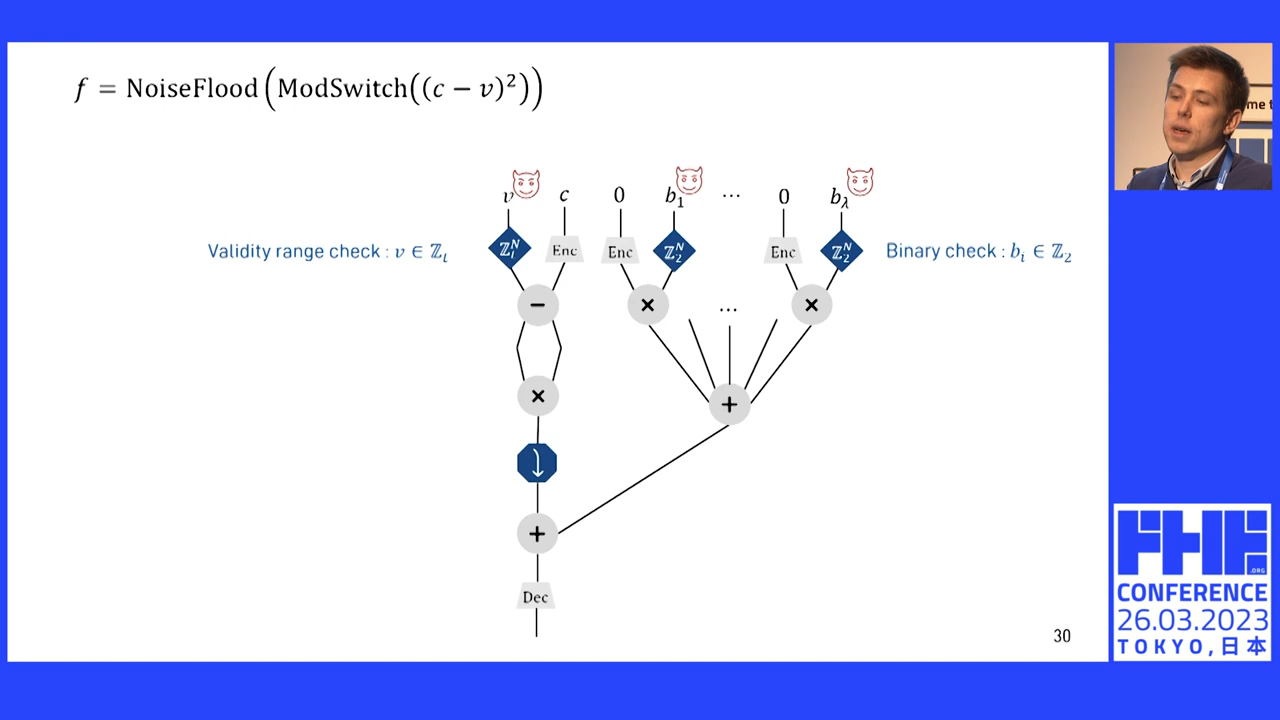 f = NoiseFlood(ModSwitch((c − v)²))
v c 0 b₁ ... 0 b_λ
Validity range check : v ∈ ℤ_t
ℤ_t^N Enc Enc ℤ_2^N Enc ℤ_2^N
Binary check : b_i ∈ ℤ_2
− × ... ×
× +
+
Dec
30
me t
FHE
.ORG
CONFERENCE
26.03.2023
TOKYO,日本